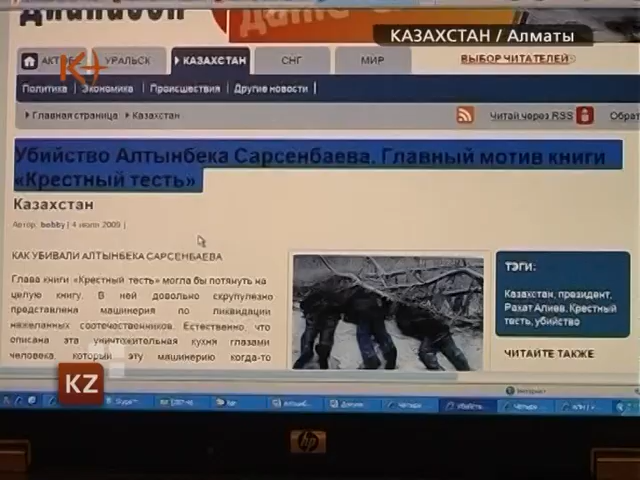 Диапазон
КАЗАХСТАН / Алматы
К+
УРАЛЬСК
КАЗАХСТАН
СНГ
МИР
ВЫБОР ЧИТАТЕЛЕЙ
Политика
Экономика
Происшествия
Другие новости
Главная страница
Казахстан
Читай через RSS
Обрат
Убийство Алтынбека Сарсенбаева. Главный мотив книги
«Крестный тесть»
Казахстан
Автор: bobby | 4 июля 2009 |
КАК УБИВАЛИ АЛТЫНБЕКА САРСЕНБАЕВА
Глава книги «Крестный тесть» могла бы потянуть на
целую книгу. В ней довольно скрупулезно
представлена машинерия по ликвидации
нежеланных соотечественников. Естественно, что
описана эта уничтожительная кухня глазами
человека, который эту машинерию когда-то
ТЭГИ:
Казахстан, президент,
Рахат Алиев, Крестный
тесть, убийство
ЧИТАЙТЕ ТАКЖЕ
KZ
Интернет
hp